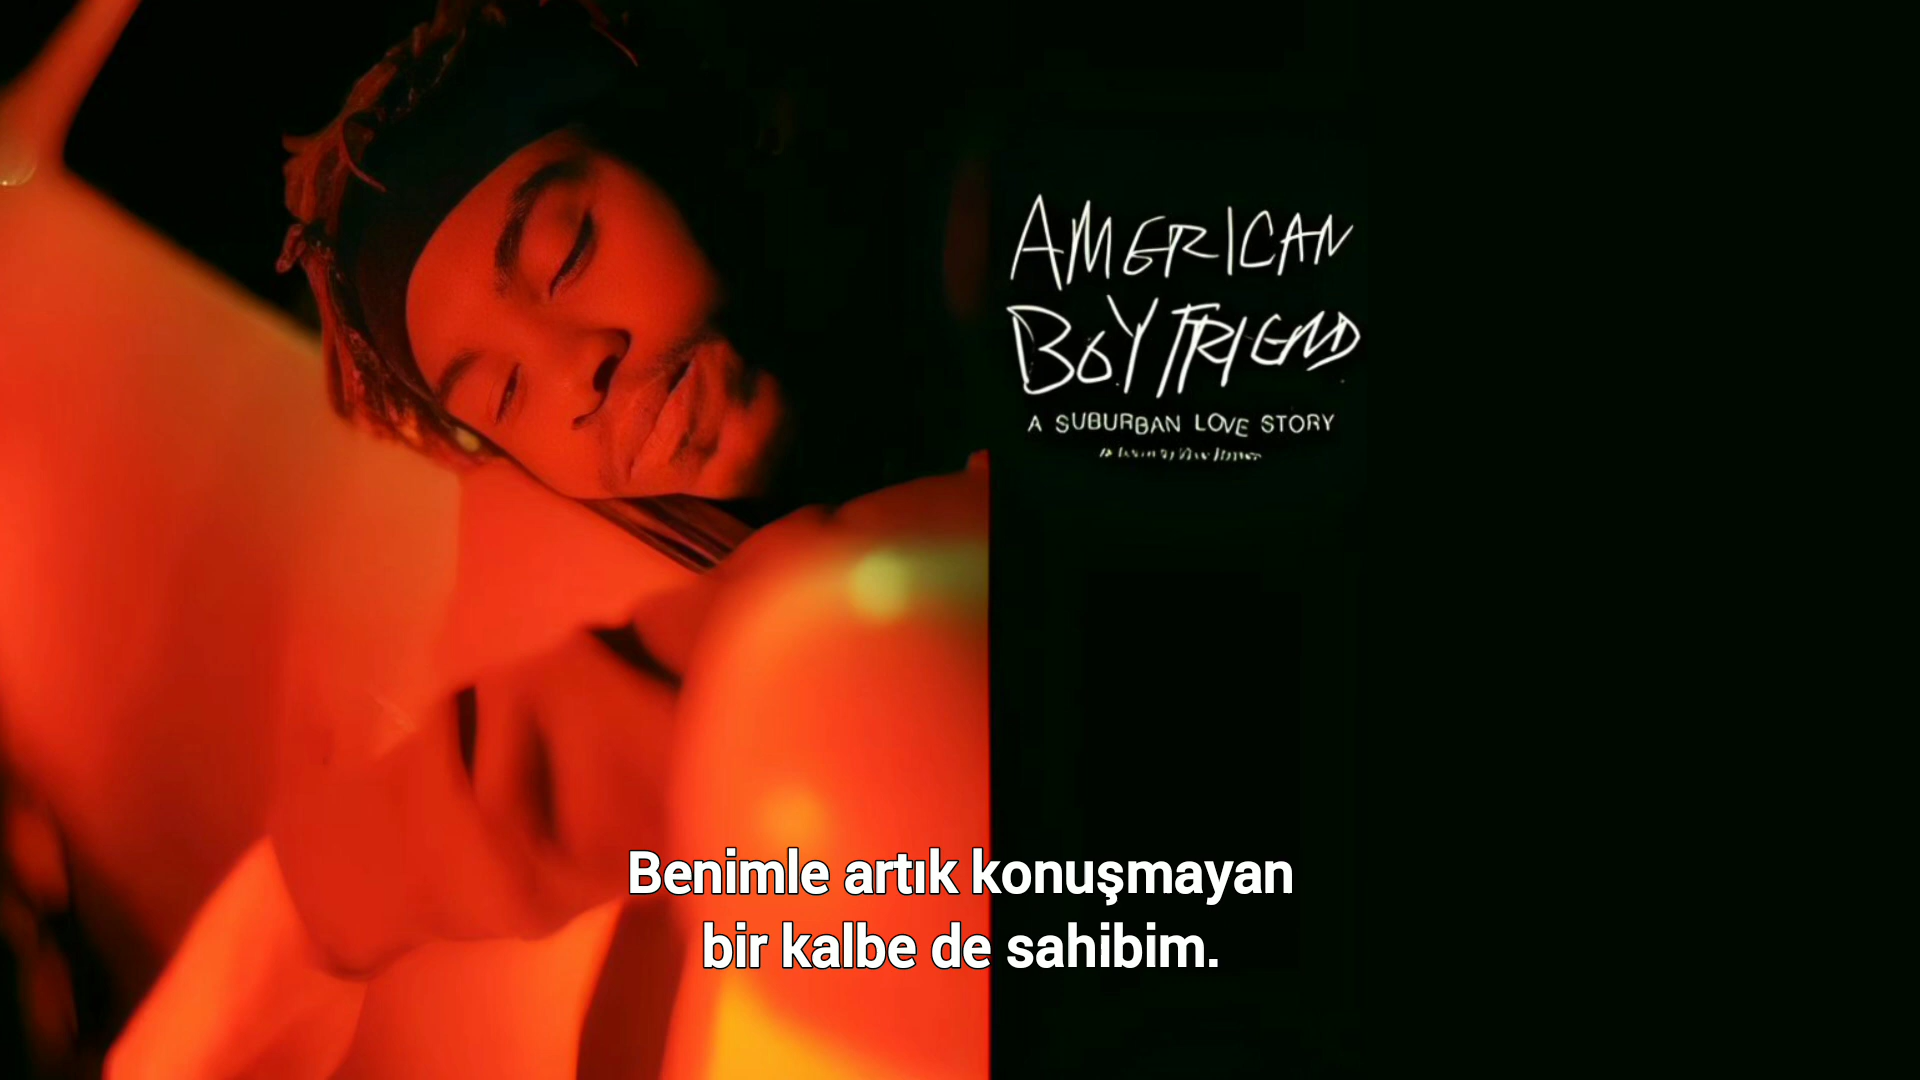 AMERICAN
BOYFRIEND
A SUBURBAN LOVE STORY
Benimle artık konuşmayan
bir kalbe de sahibim.